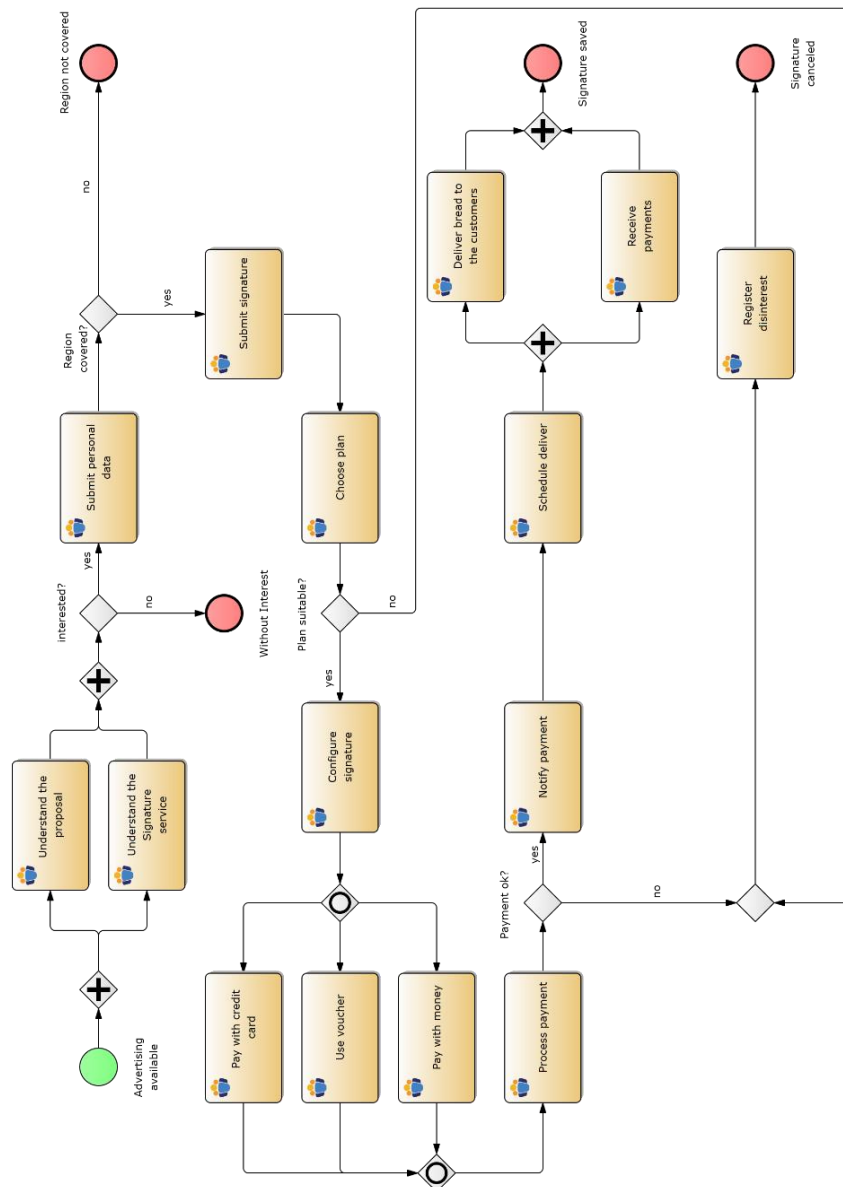 Advertising
available
Understand the
proposal
Understand the
Signature
service
interested?
yes
no
Without Interest
Submit personal
data
Region
covered?
no
Region not covered
yes
Submit signature
Choose plan
Plan suitable?
no
yes
Configure
signature
Pay with credit
card
Use voucher
Pay with money
Process payment
Payment ok?
yes
no
Notify payment
Schedule deliver
Deliver bread to
the customers
Receive
payments
Signature saved
Register
disinterest
Signature
canceled